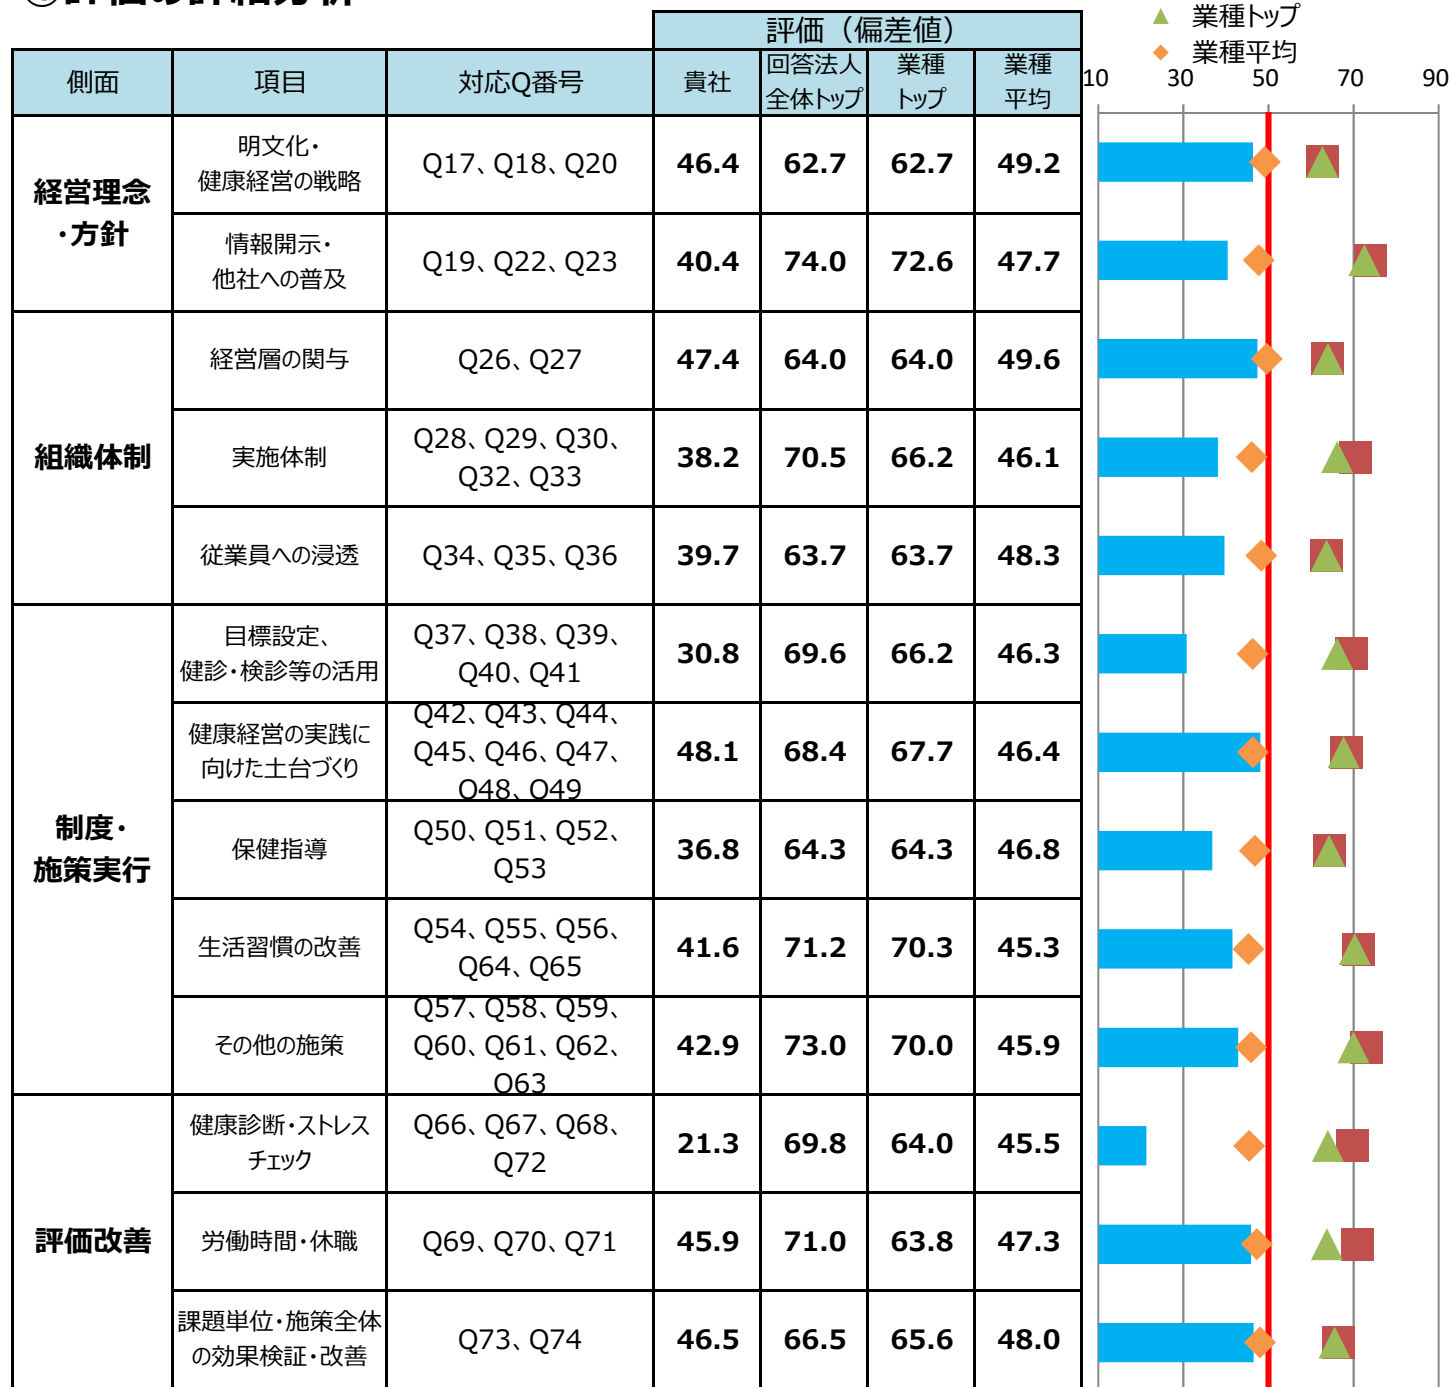 ①評価の詳細分析
業種トップ
業種平均
評価（偏差値）
側面 項目 対応Q番号 貴社 回答法人全体トップ 業種トップ 業種平均
10 30 50 70 90
経営理念・方針
明文化・健康経営の戦略 Q17、Q18、Q20 46.4 62.7 62.7 49.2
情報開示・他社への普及 Q19、Q22、Q23 40.4 74.0 72.6 47.7
組織体制
経営層の関与 Q26、Q27 47.4 64.0 64.0 49.6
実施体制 Q28、Q29、Q30、Q32、Q33 38.2 70.5 66.2 46.1
従業員への浸透 Q34、Q35、Q36 39.7 63.7 63.7 48.3
制度・施策実行
目標設定、健診・検診等の活用 Q37、Q38、Q39、Q40、Q41 30.8 69.6 66.2 46.3
健康経営の実践に向けた土台づくり Q42、Q43、Q44、Q45、Q46、Q47、Q48、Q49 48.1 68.4 67.7 46.4
保健指導 Q50、Q51、Q52、Q53 36.8 64.3 64.3 46.8
生活習慣の改善 Q54、Q55、Q56、Q64、Q65 41.6 71.2 70.3 45.3
その他の施策 Q57、Q58、Q59、Q60、Q61、Q62、Q63 42.9 73.0 70.0 45.9
評価改善
健康診断・ストレスチェック Q66、Q67、Q68、Q72 21.3 69.8 64.0 45.5
労働時間・休職 Q69、Q70、Q71 45.9 71.0 63.8 47.3
課題単位・施策全体の効果検証・改善 Q73、Q74 46.5 66.5 65.6 48.0